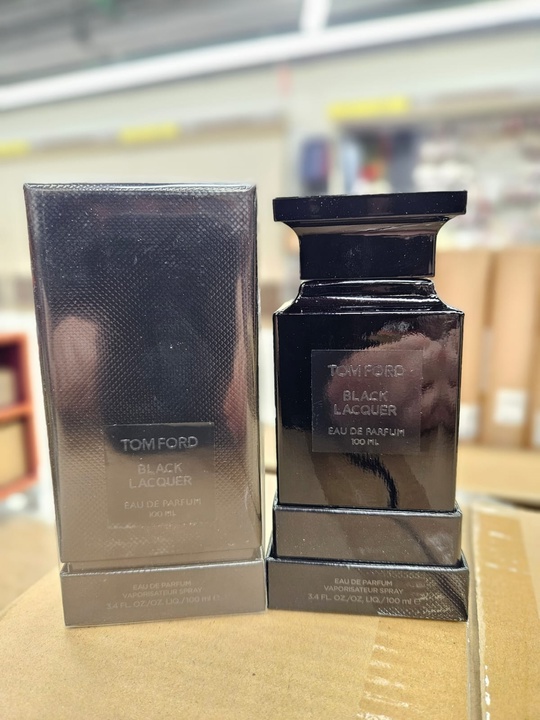 TOM FORD
BLACK
LACQUER
EAU DE PARFUM
100 ML
EAU DE PARFUM
VAPORISATEUR SPRAY
3.4 FL. OZ./OZ. LIQ./100 ml ℮
TOM FORD
BLACK
LACQUER
EAU DE PARFUM
100 ML
EAU DE PARFUM
VAPORISATEUR SPRAY
3.4 FL. OZ./OZ. LIQ./100 ml ℮